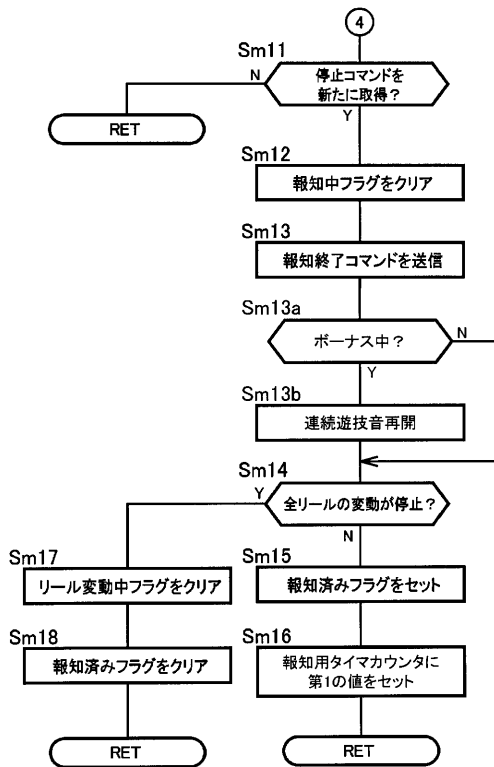 4
Sm11
N
停止コマンドを
新たに取得？
Y
RET
Sm12
報知中フラグをクリア
Sm13
報知終了コマンドを送信
Sm13a
ボーナス中？
N
Y
Sm13b
連続遊技音再開
Sm14
Y
全リールの変動が停止？
N
Sm17
リール変動中フラグをクリア
Sm15
報知済みフラグをセット
Sm18
報知済みフラグをクリア
Sm16
報知用タイマカウンタに
第1の値をセット
RET
RET